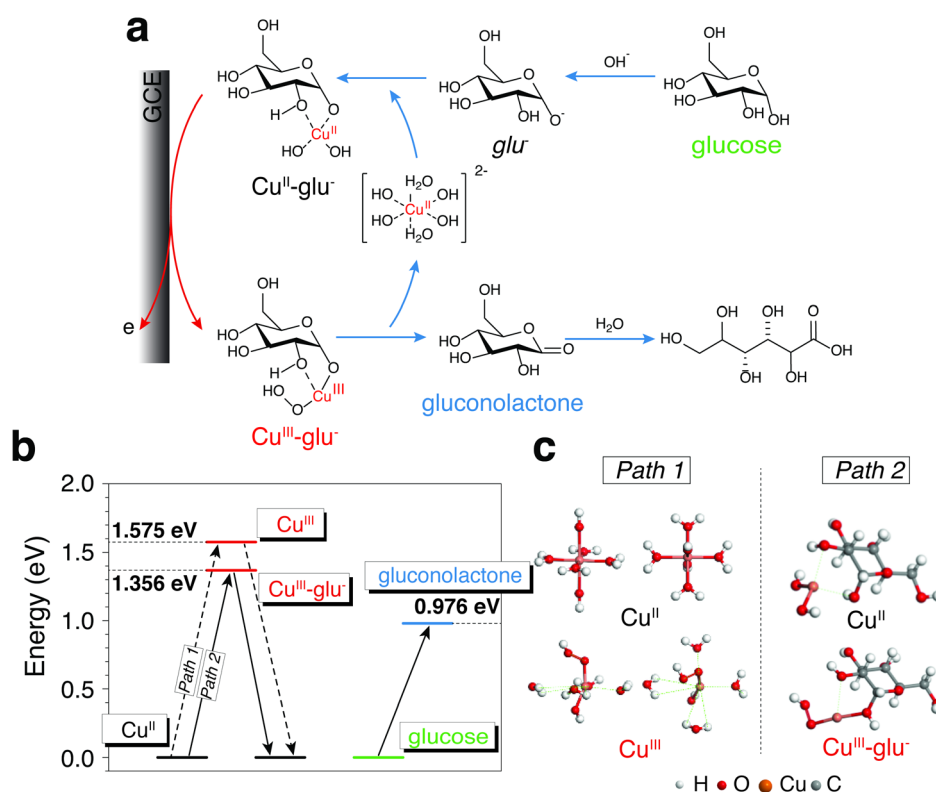 a
GCE
e
OH
O
HO
HO
H
O
O
Cu^II
HO
OH
Cu^II-glu^-
OH
O
HO
HO
OH
O^-
glu^-
OH^-
OH
O
HO
HO
OH
OH
glucose
2-
H2O
HO
OH
Cu^II
HO
OH
H2O
OH
O
HO
HO
H
O
O
HO
O
Cu^III
Cu^III-glu^-
OH
O
HO
HO
OH
O
gluconolactone
H2O
OH
OH
O
HO
OH
OH
OH
b
Energy (eV)
2.0
1.5
1.0
0.5
0.0
1.575 eV
1.356 eV
Cu^III
Cu^III-glu^-
Path 1
Path 2
Cu^II
gluconolactone
0.976 eV
glucose
c
Path 1
Path 2
Cu^II
Cu^II
Cu^III
Cu^III-glu^-
H O Cu C